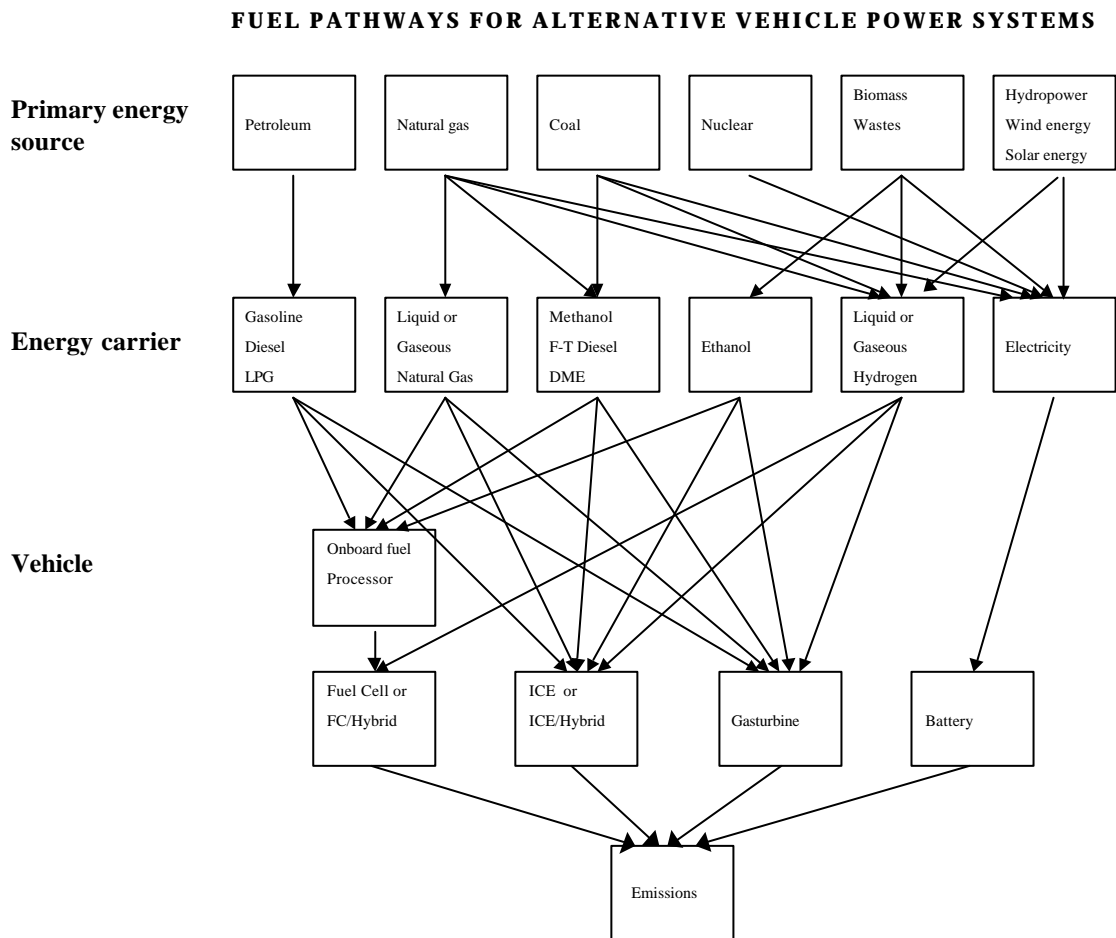 FUEL PATHWAYS FOR ALTERNATIVE VEHICLE POWER SYSTEMS
Primary energy
source
Petroleum
Natural gas
Coal
Nuclear
Biomass
Wastes
Hydropower
Wind energy
Solar energy
Energy carrier
Gasoline
Diesel
LPG
Liquid or
Gaseous
Natural Gas
Methanol
F-T Diesel
DME
Ethanol
Liquid or
Gaseous
Hydrogen
Electricity
Vehicle
Onboard fuel
Processor
Fuel Cell or
FC/Hybrid
ICE or
ICE/Hybrid
Gasturbine
Battery
Emissions